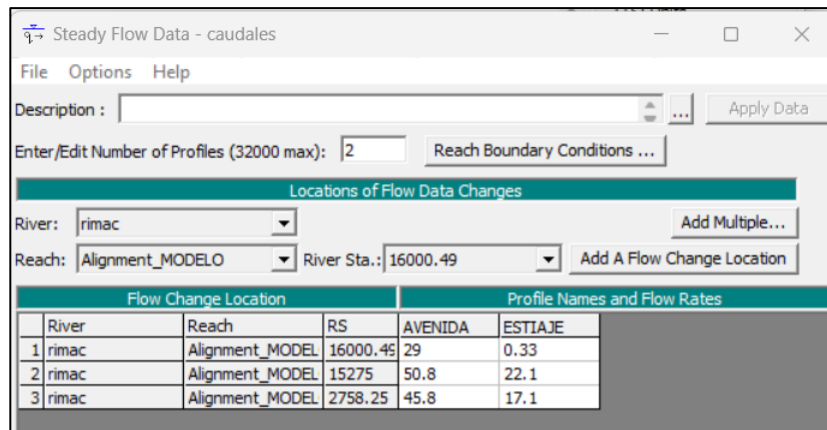 Steady Flow Data - caudales
File Options Help
Description :
... Apply Data
Enter/Edit Number of Profiles (32000 max): 2 Reach Boundary Conditions ...
Locations of Flow Data Changes
River: rimac Add Multiple...
Reach: Alignment_MODELO River Sta.: 16000.49 Add A Flow Change Location
Flow Change Location Profile Names and Flow Rates
River Reach RS AVENIDA ESTIAJE
1 rimac Alignment_MODEL 16000.49 29 0.33
2 rimac Alignment_MODEL 15275 50.8 22.1
3 rimac Alignment_MODEL 2758.25 45.8 17.1